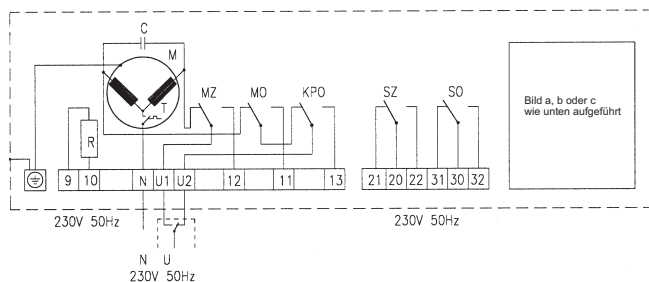 C
M
MZ
MO
KPO
SZ
SO
T
R
Bild a, b oder c
wie unten aufgeführt
9 10 N U1 U2 12 11 13
21 20 22 31 30 32
230V 50Hz
230V 50Hz
N U
230V 50Hz